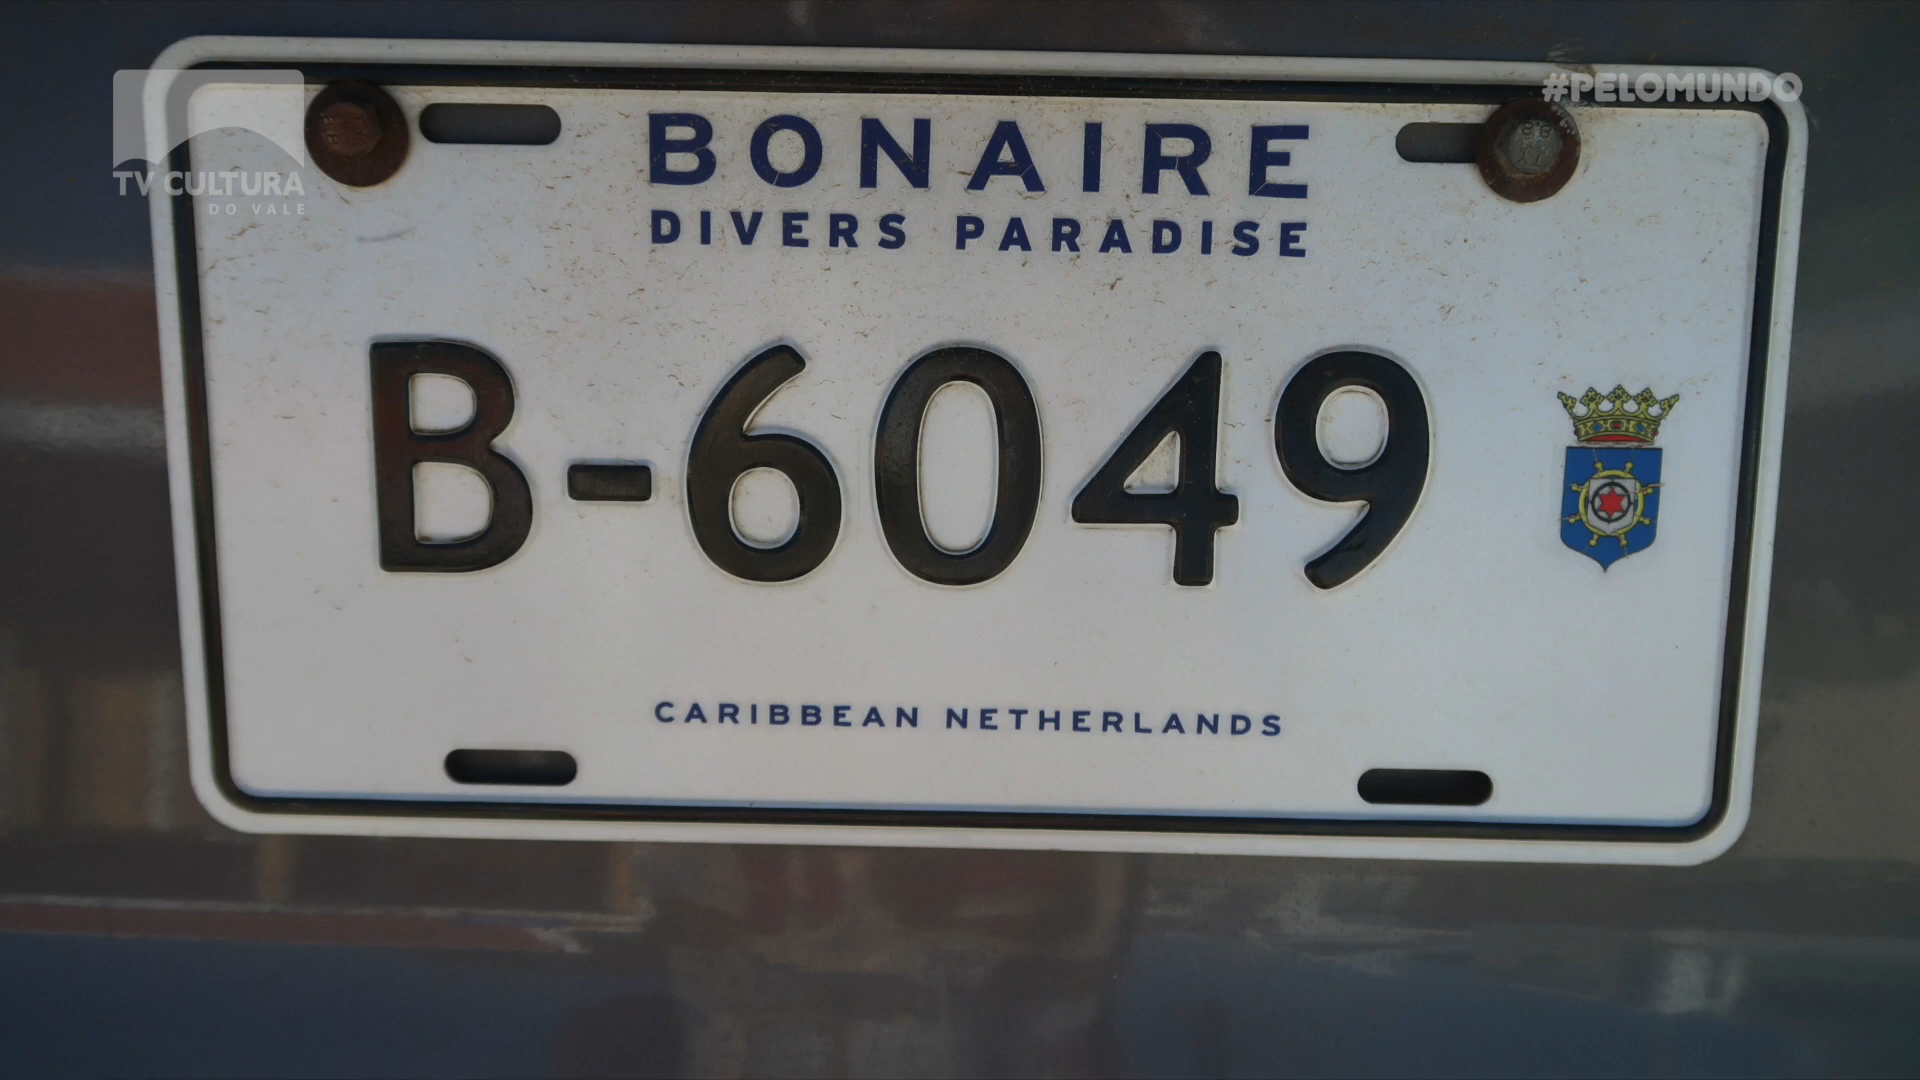 TV CULTURA
DO VALE
#PELOMUNDO
BONAIRE
DIVERS PARADISE
B-6049
CARIBBEAN NETHERLANDS